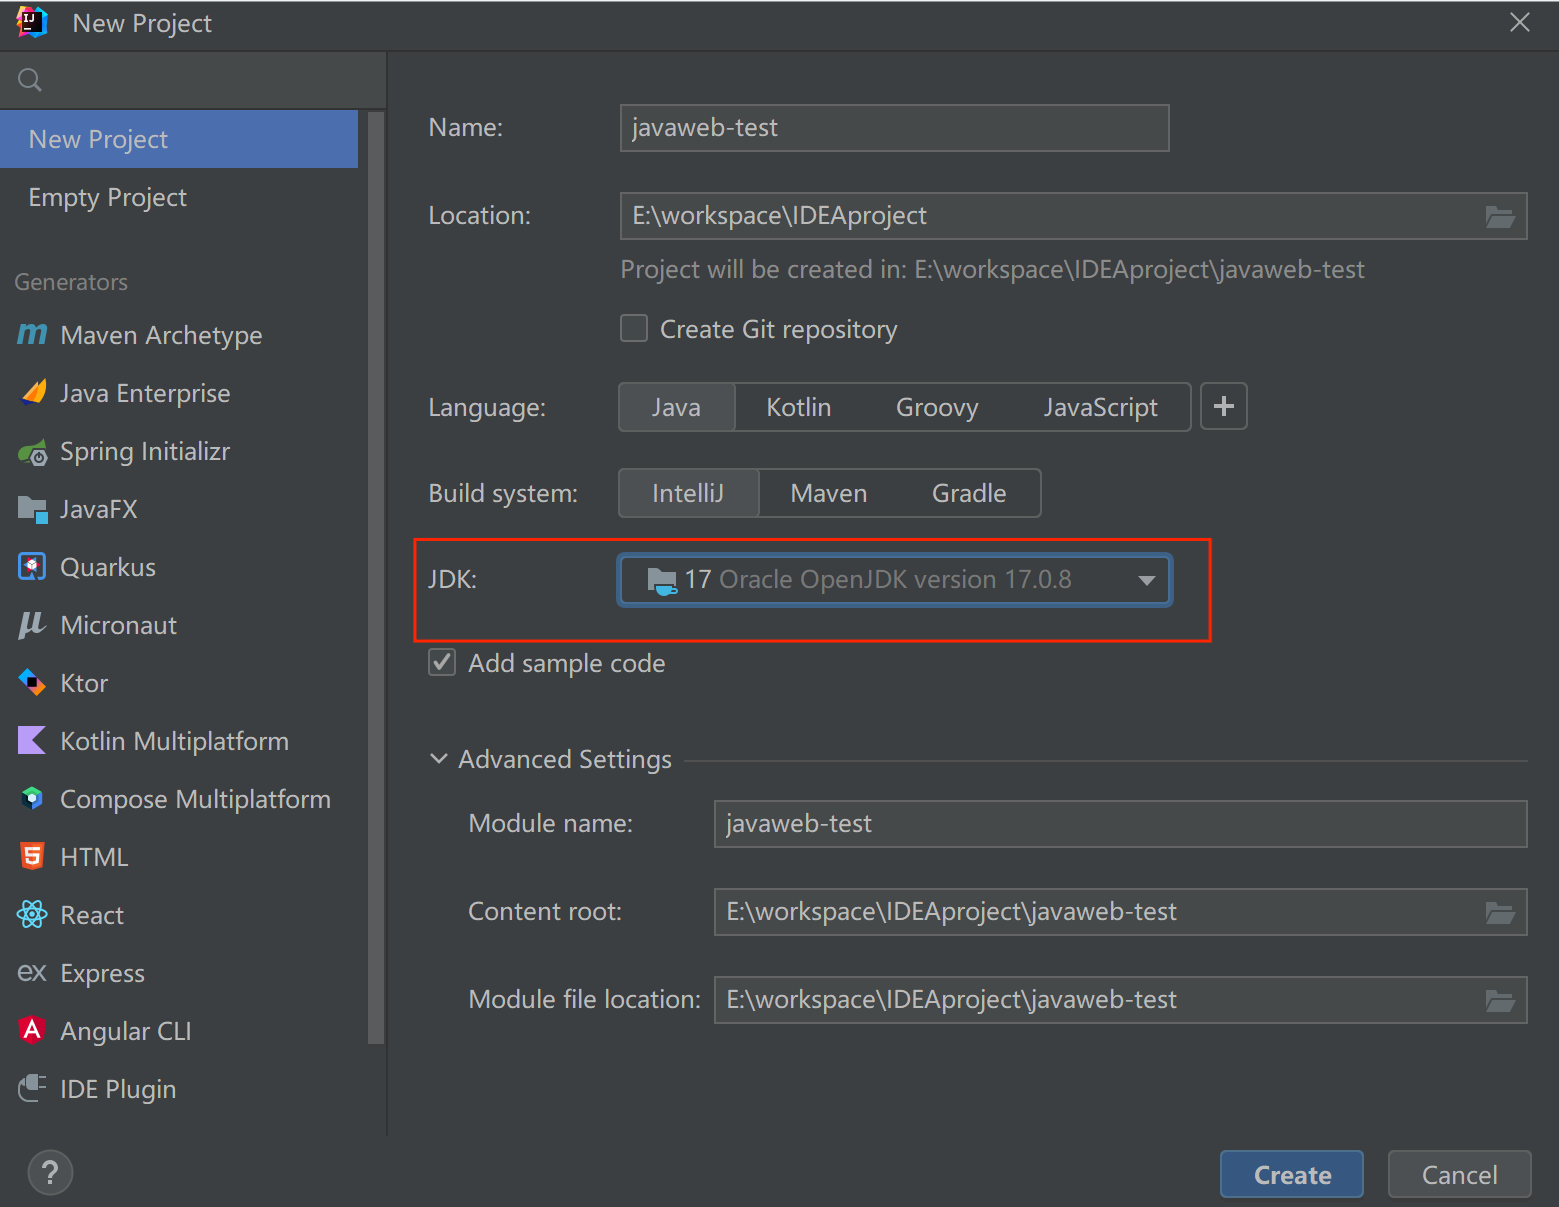 New Project
New Project
Empty Project
Generators
Maven Archetype
Java Enterprise
Spring Initializr
JavaFX
Quarkus
Micronaut
Ktor
Kotlin Multiplatform
Compose Multiplatform
HTML
React
ex Express
Angular CLI
IDE Plugin
?
Name: javaweb-test
Location: E:\workspace\IDEAproject
Project will be created in: E:\workspace\IDEAproject\javaweb-test
Create Git repository
Language: Java Kotlin Groovy JavaScript +
Build system: IntelliJ Maven Gradle
JDK: 17 Oracle OpenJDK version 17.0.8
Add sample code
Advanced Settings
Module name: javaweb-test
Content root: E:\workspace\IDEAproject\javaweb-test
Module file location: E:\workspace\IDEAproject\javaweb-test
Create Cancel